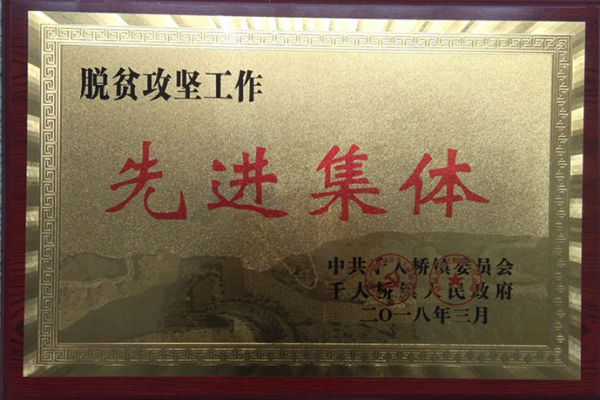 脱贫攻坚工作
先进集体
中共千人桥镇委员会
千人桥镇人民政府
二〇一八年三月